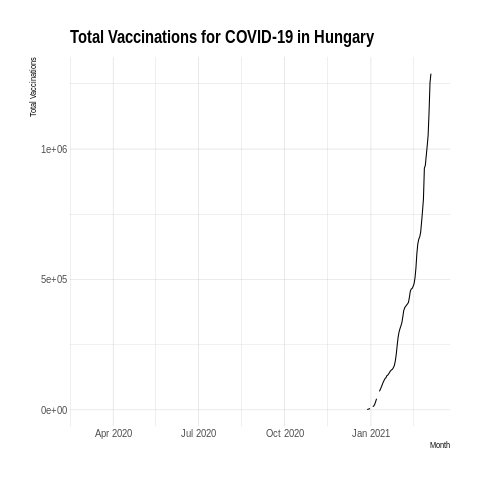 Total Vaccinations for COVID-19 in Hungary
Total Vaccinations
1e+06
5e+05
0e+00
Apr 2020 Jul 2020 Oct 2020 Jan 2021
Month